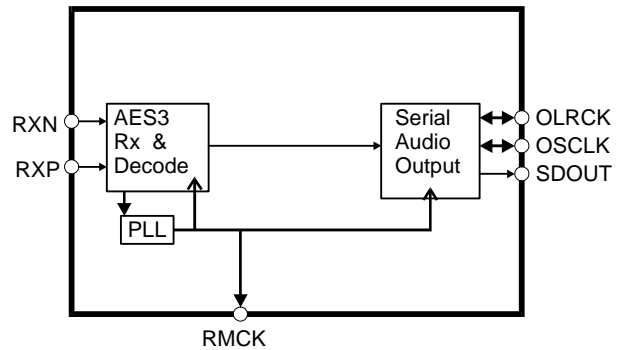 RXN
RXP
AES3
Rx &
Decode
PLL
Serial
Audio
Output
OLRCK
OSCLK
SDOUT
RMCK